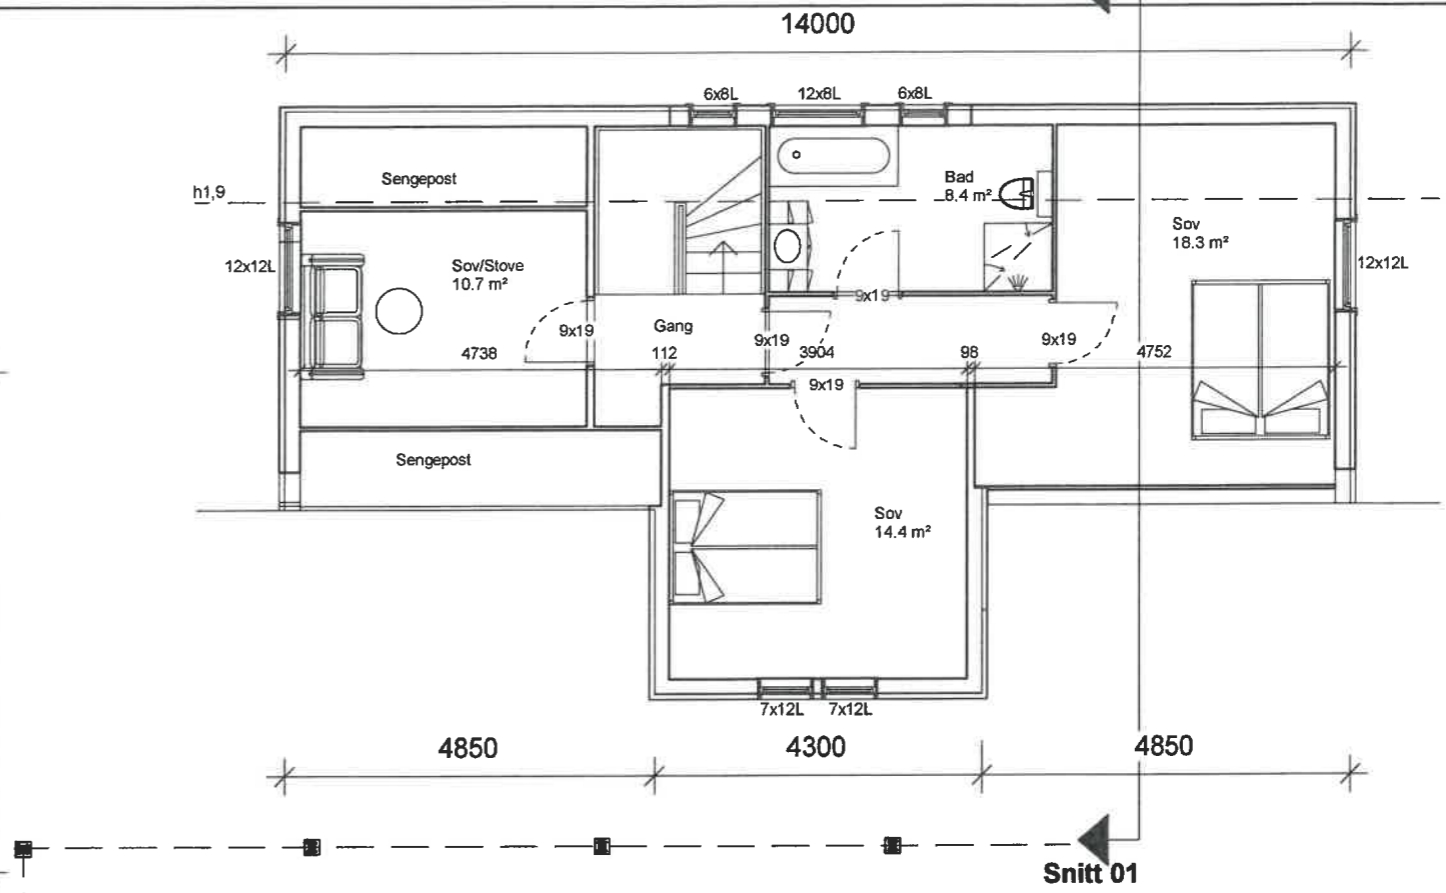 14000
6x8L 12x8L 6x8L
Sengepost
Bad
8.4 m²
h1,9
Sov
18.3 m²
12x12L
Sov/Stove
10.7 m²
12x12L
9x19
Gang
9x19
9x19
9x19
4738
112
3904
98
4752
9x19
Sengepost
Sov
14.4 m²
7x12L 7x12L
4850
4300
4850
Snitt 01